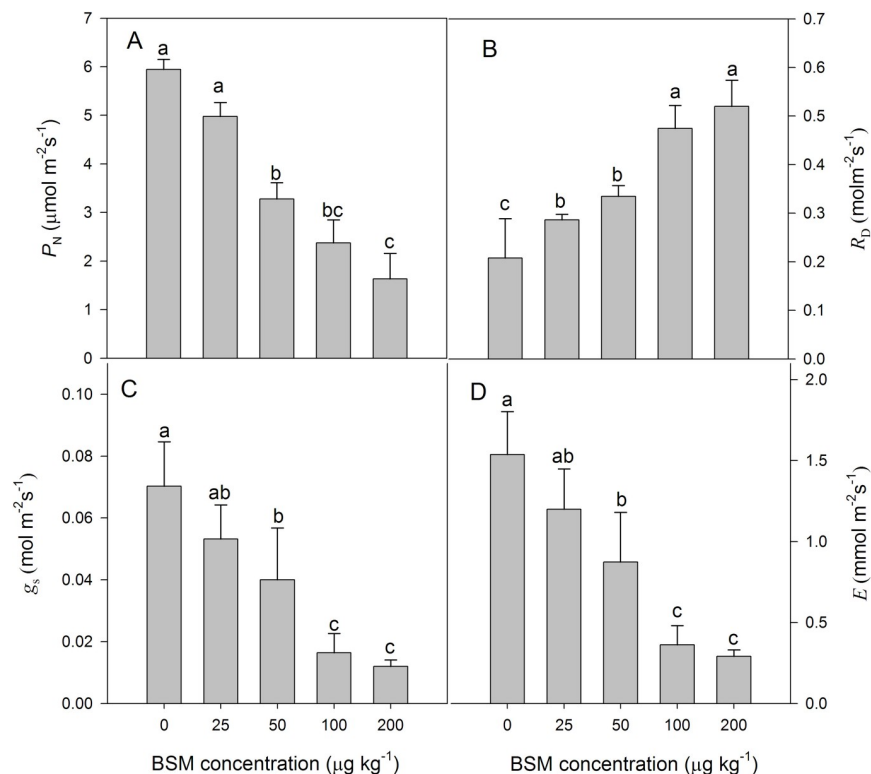 A
7
6
5
4
3
2
1
0
P_N (μmol m⁻²s⁻¹)
a
a
b
bc
c
B
0.7
0.6
0.5
0.4
0.3
0.2
0.1
0.0
R_D (molm⁻²s⁻¹)
c
b
b
a
a
C
0.10
0.08
0.06
0.04
0.02
0.00
g_s (mol m⁻²s⁻¹)
a
ab
b
c
c
0 25 50 100 200
BSM concentration (μg kg⁻¹)
D
2.0
1.5
1.0
0.5
0.0
E (mmol m⁻²s⁻¹)
a
ab
b
c
c
0 25 50 100 200
BSM concentration (μg kg⁻¹)